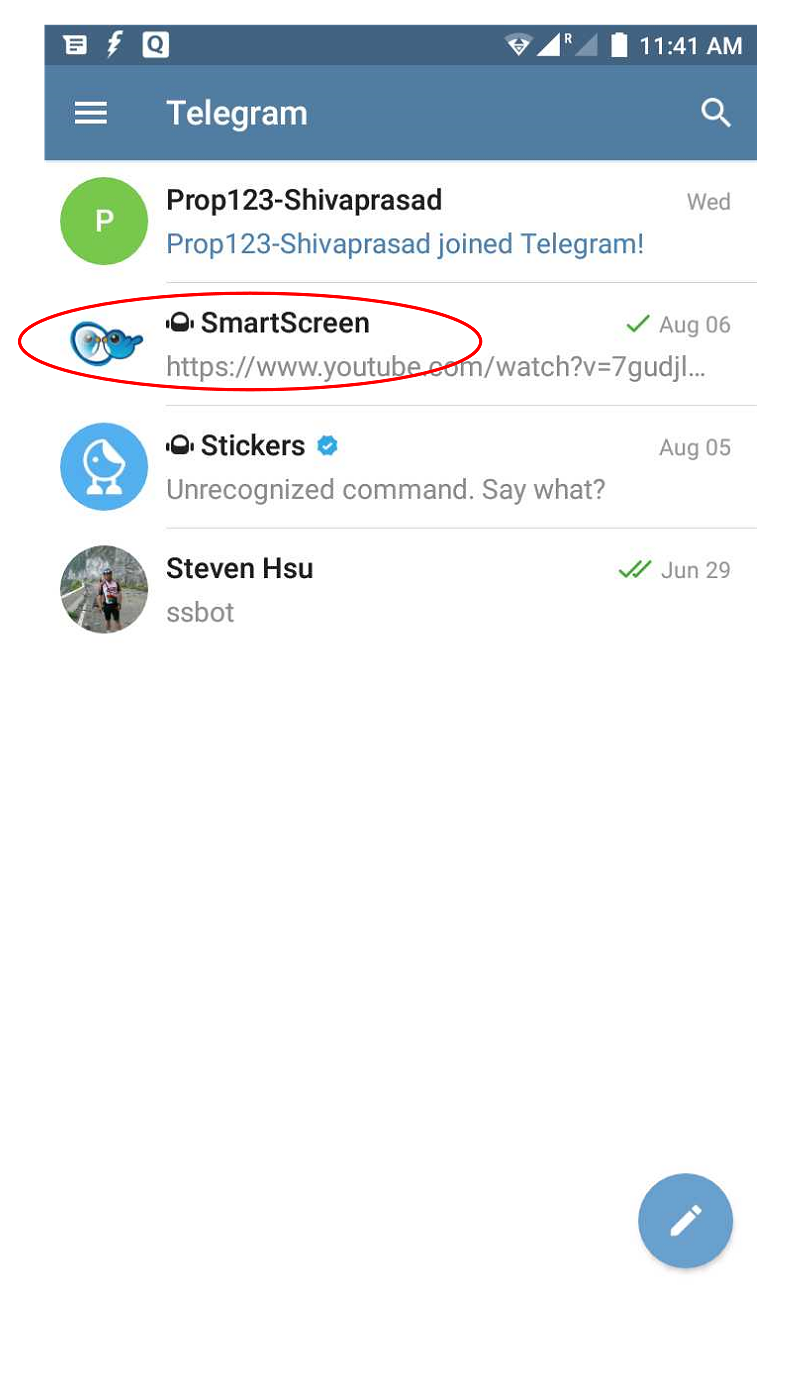 Q R 11:41 AM
Telegram
P
Prop123-Shivaprasad Wed
Prop123-Shivaprasad joined Telegram!
SmartScreen Aug 06
https://www.youtube.com/watch?v=7gudjl...
Stickers Aug 05
Unrecognized command. Say what?
Steven Hsu Jun 29
ssbot